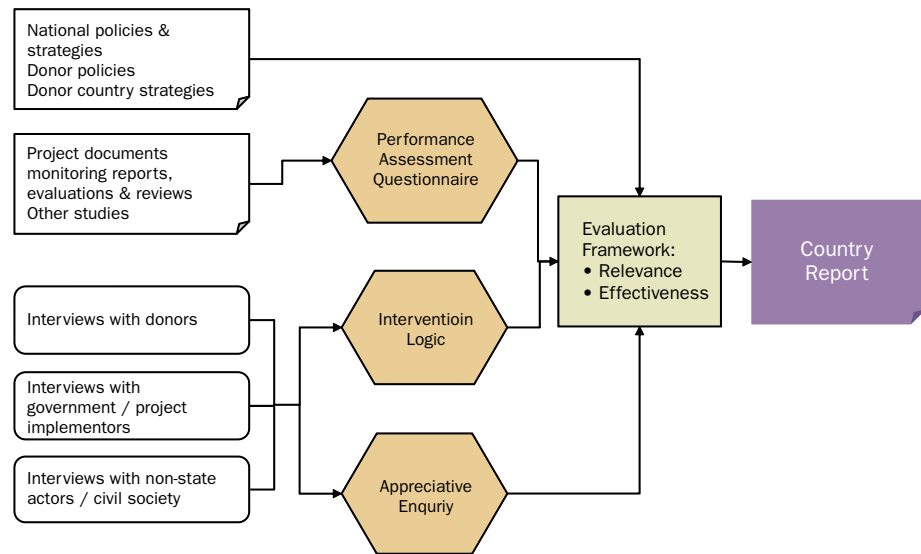 National policies &
strategies
Donor policies
Donor country strategies
Project documents
monitoring reports,
evaluations & reviews
Other studies
Performance
Assessment
Questionnaire
Evaluation
Framework:
• Relevance
• Effectiveness
Country
Report
Interviews with donors
Interventioin
Logic
Interviews with
government / project
implementors
Interviews with non-state
actors / civil society
Appreciative
Enquriy